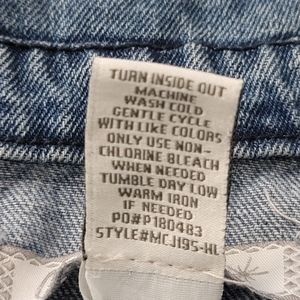 TURN INSIDE OUT
MACHINE
WASH COLD
GENTLE CYCLE
WITH LIKE COLORS
ONLY USE NON-
CHLORINE BLEACH
WHEN NEEDED
TUMBLE DRY LOW
WARM IRON
IF NEEDED
PO#P180483
STYLE#MCJ195-HL